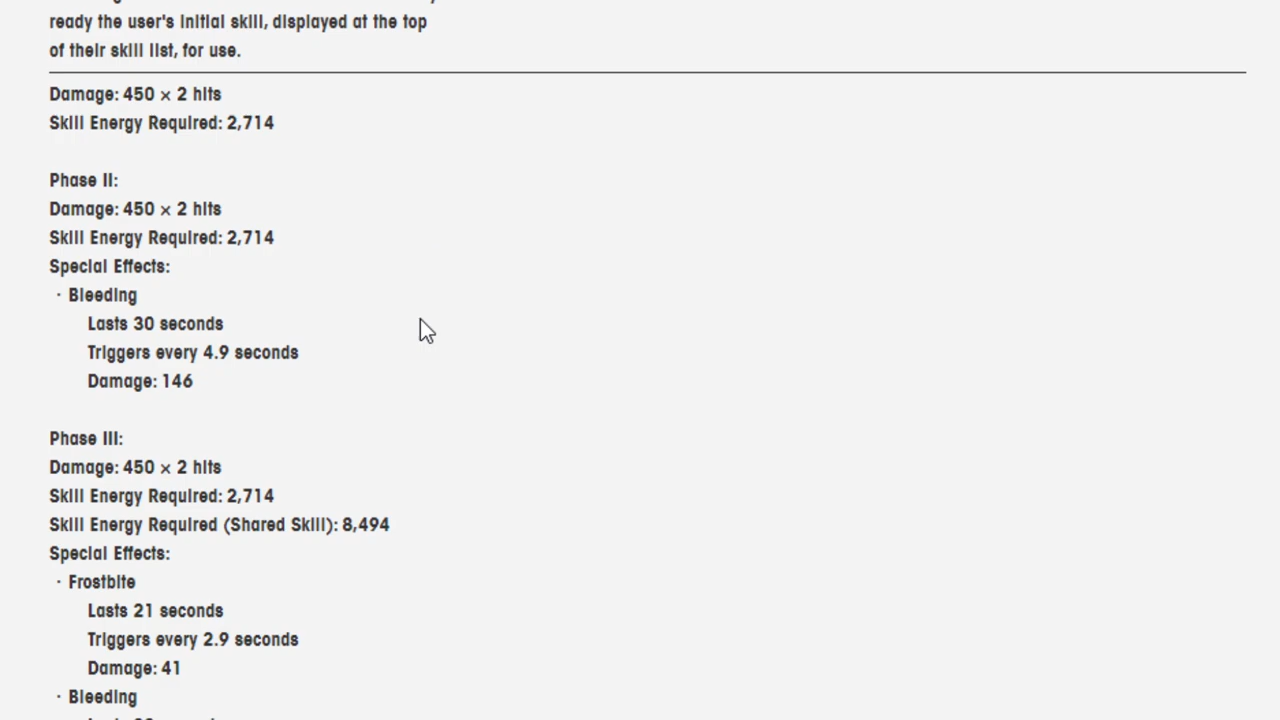 ready the user's initial skill, displayed at the top
of their skill list, for use.
Damage: 450 × 2 hits
Skill Energy Required: 2,714
Phase II:
Damage: 450 × 2 hits
Skill Energy Required: 2,714
Special Effects:
· Bleeding
Lasts 30 seconds
Triggers every 4.9 seconds
Damage: 146
Phase III:
Damage: 450 × 2 hits
Skill Energy Required: 2,714
Skill Energy Required (Shared Skill): 8,494
Special Effects:
· Frostbite
Lasts 21 seconds
Triggers every 2.9 seconds
Damage: 41
· Bleeding